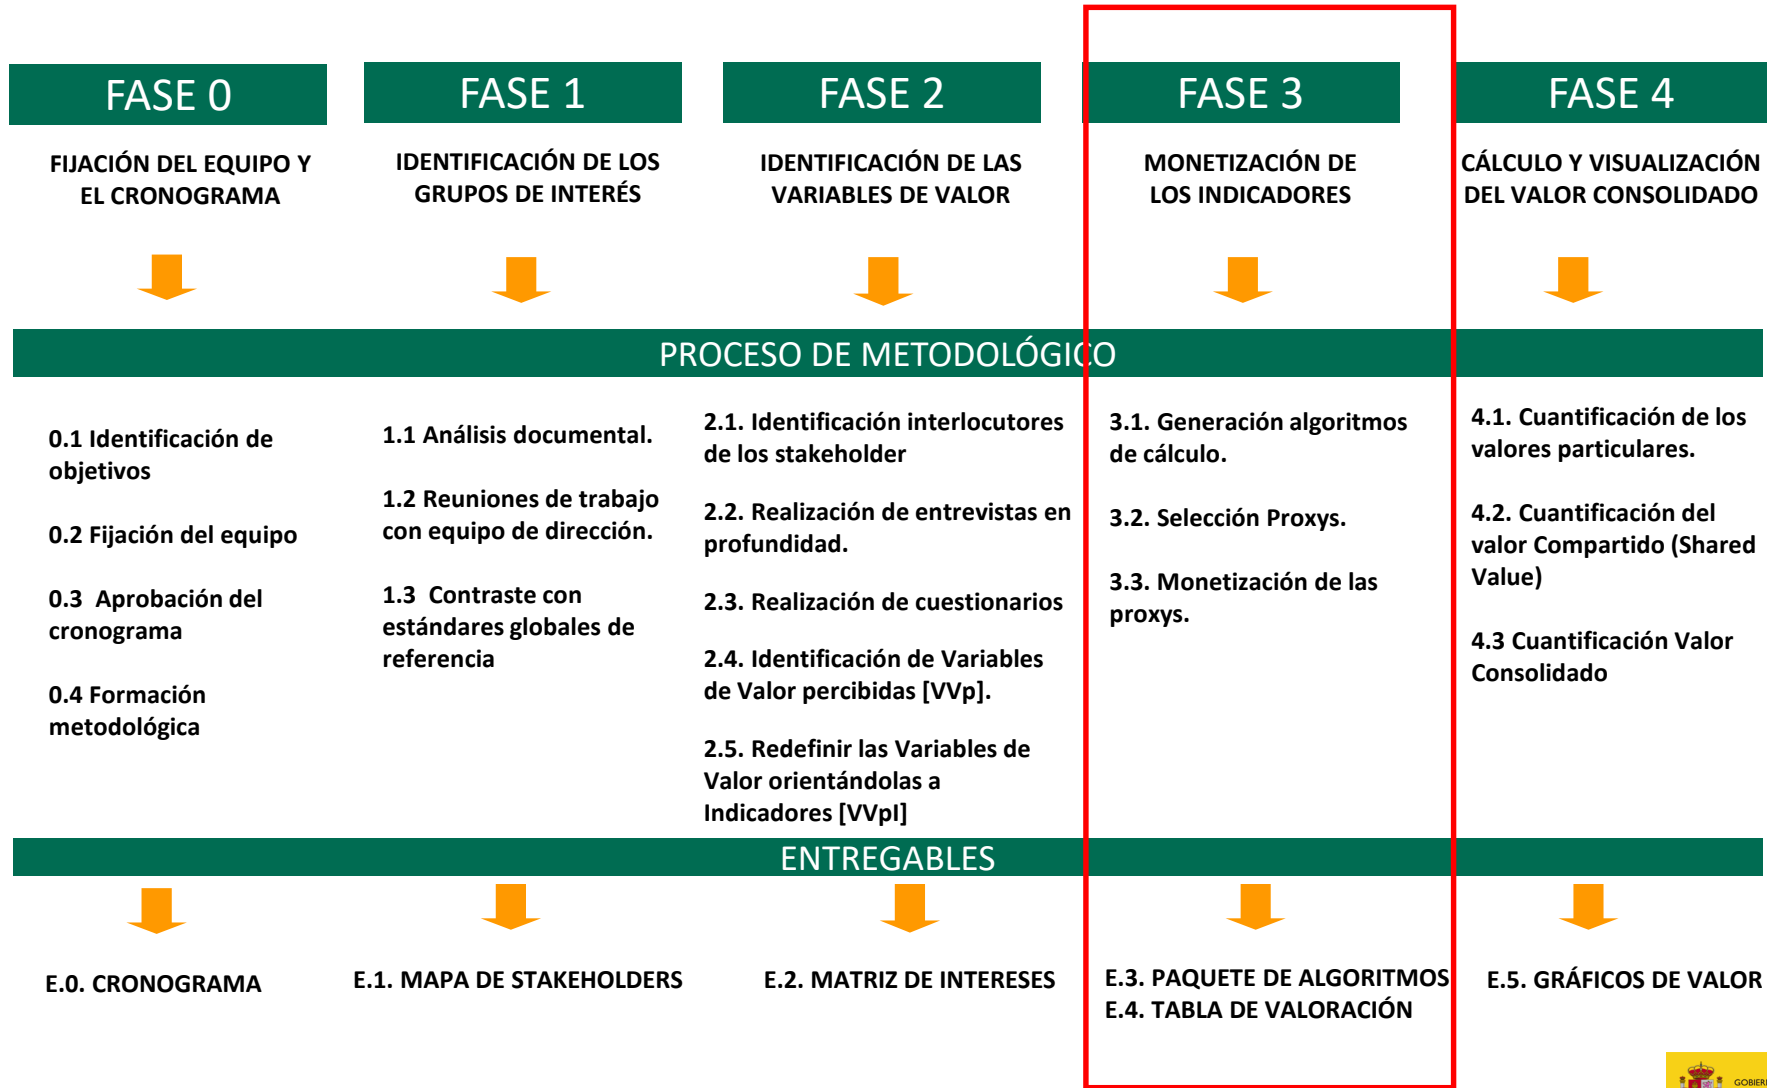 FASE 0
FASE 1
FASE 2
FASE 3
FASE 4
FIJACIÓN DEL EQUIPO Y
EL CRONOGRAMA
IDENTIFICACIÓN DE LOS
GRUPOS DE INTERÉS
IDENTIFICACIÓN DE LAS
VARIABLES DE VALOR
MONETIZACIÓN DE
LOS INDICADORES
CÁLCULO Y VISUALIZACIÓN
DEL VALOR CONSOLIDADO
PROCESO DE METODOLÓGICO
0.1 Identificación de
objetivos
0.2 Fijación del equipo
0.3 Aprobación del
cronograma
0.4 Formación
metodológica
1.1 Análisis documental.
1.2 Reuniones de trabajo
con equipo de dirección.
1.3 Contraste con
estándares globales de
referencia
2.1. Identificación interlocutores
de los stakeholder
2.2. Realización de entrevistas en
profundidad.
2.3. Realización de cuestionarios
2.4. Identificación de Variables
de Valor percibidas [VVp].
2.5. Redefinir las Variables de
Valor orientándolas a
Indicadores [VVpI]
3.1. Generación algoritmos
de cálculo.
3.2. Selección Proxys.
3.3. Monetización de las
proxys.
4.1. Cuantificación de los
valores particulares.
4.2. Cuantificación del
valor Compartido (Shared
Value)
4.3 Cuantificación Valor
Consolidado
ENTREGABLES
E.0. CRONOGRAMA
E.1. MAPA DE STAKEHOLDERS
E.2. MATRIZ DE INTERESES
E.3. PAQUETE DE ALGORITMOS
E.4. TABLA DE VALORACIÓN
E.5. GRÁFICOS DE VALOR